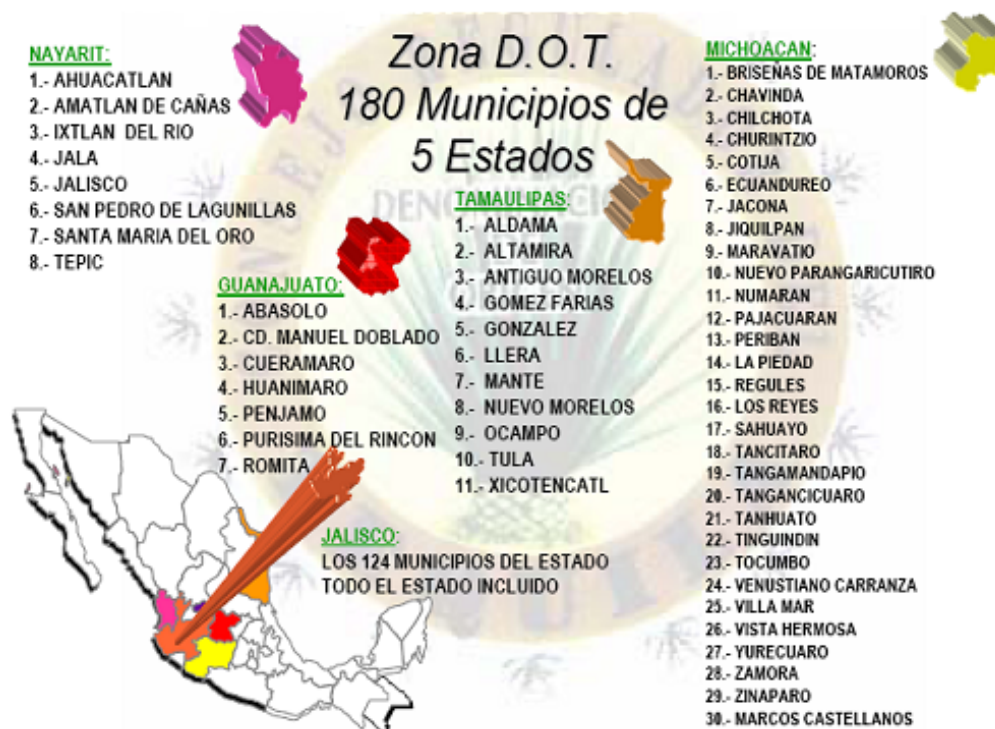 Zona D.O.T.
180 Municipios de
5 Estados
NAYARIT:
1.- AHUACATLAN
2.- AMATLAN DE CAÑAS
3.- IXTLAN DEL RIO
4.- JALA
5.- JALISCO
6.- SAN PEDRO DE LAGUNILLAS
7.- SANTA MARIA DEL ORO
8.- TEPIC
GUANAJUATO:
1.- ABASOLO
2.- CD. MANUEL DOBLADO
3.- CUERAMARO
4.- HUANIMARO
5.- PENJAMO
6.- PURISIMA DEL RINCON
7.- ROMITA
TAMAULIPAS:
1.- ALDAMA
2.- ALTAMIRA
3.- ANTIGUO MORELOS
4.- GOMEZ FARIAS
5.- GONZALEZ
6.- LLERA
7.- MANTE
8.- NUEVO MORELOS
9.- OCAMPO
10.- TULA
11.- XICOTENCATL
JALISCO:
LOS 124 MUNICIPIOS DEL ESTADO
TODO EL ESTADO INCLUIDO
MICHOACAN:
1.- BRISEÑAS DE MATAMOROS
2.- CHAVINDA
3.- CHILCHOTA
4.- CHURINTZIO
5.- COTIJA
6.- ECUANDUREO
7.- JACONA
8.- JIQUILPAN
9.- MARAVATIO
10.- NUEVO PARANGARICUTIRO
11.- NUMARAN
12.- PAJACUARAN
13.- PERIBAN
14.- LA PIEDAD
15.- REGULES
16.- LOS REYES
17.- SAHUAYO
18.- TANCITARO
19.- TANGAMANDAPIO
20.- TANGANCICUARO
21.- TANHUATO
22.- TINGUINDIN
23.- TOCUMBO
24.- VENUSTIANO CARRANZA
25.- VILLA MAR
26.- VISTA HERMOSA
27.- YURECUARO
28.- ZAMORA
29.- ZINAPARO
30.- MARCOS CASTELLANOS